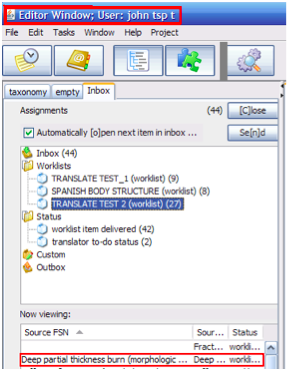 Editor Window; User: john tsp t
File Edit Tasks Window Help Project
taxonomy empty Inbox
Assignments (44) [C]lose
Automatically [o]pen next item in inbox ... Se[n]d
Inbox (44)
Worklists
TRANSLATE TEST_1 (worklist) (9)
SPANISH BODY STRUCTURE (worklist) (8)
TRANSLATE TEST 2 (worklist) (27)
Status
worklist item delivered (42)
translator to-do status (2)
Custom
Outbox
Now viewing:
Source FSN Sour... Status
Fract... workli...
Deep partial thickness burn (morphologic ... Deep ... workli...